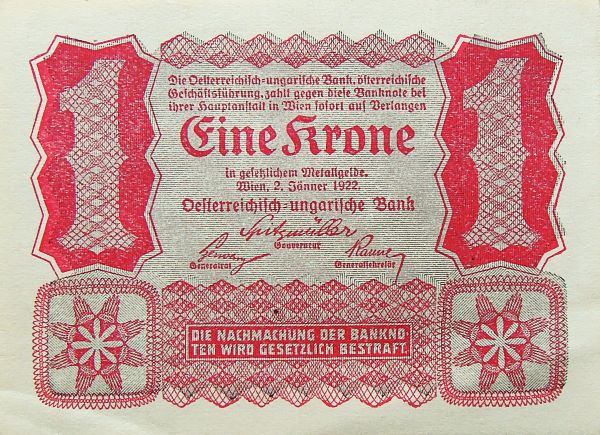 1
1
Die Oesterreichisch-ungarische Bank, österreichische
Geschäftsführung, zahlt gegen diese Banknote bei
ihrer Hauptanstalt in Wien sofort auf Verlangen
Eine Krone
in gesetzlichem Metallgelde.
Wien, 2. Jänner 1922.
Oesterreichisch-ungarische Bank
Spitzmüller
Gouverneur
Generalrat
Generalsekretär
DIE NACHMACHUNG DER BANKNO
TEN WIRD GESETZLICH BESTRAFT.